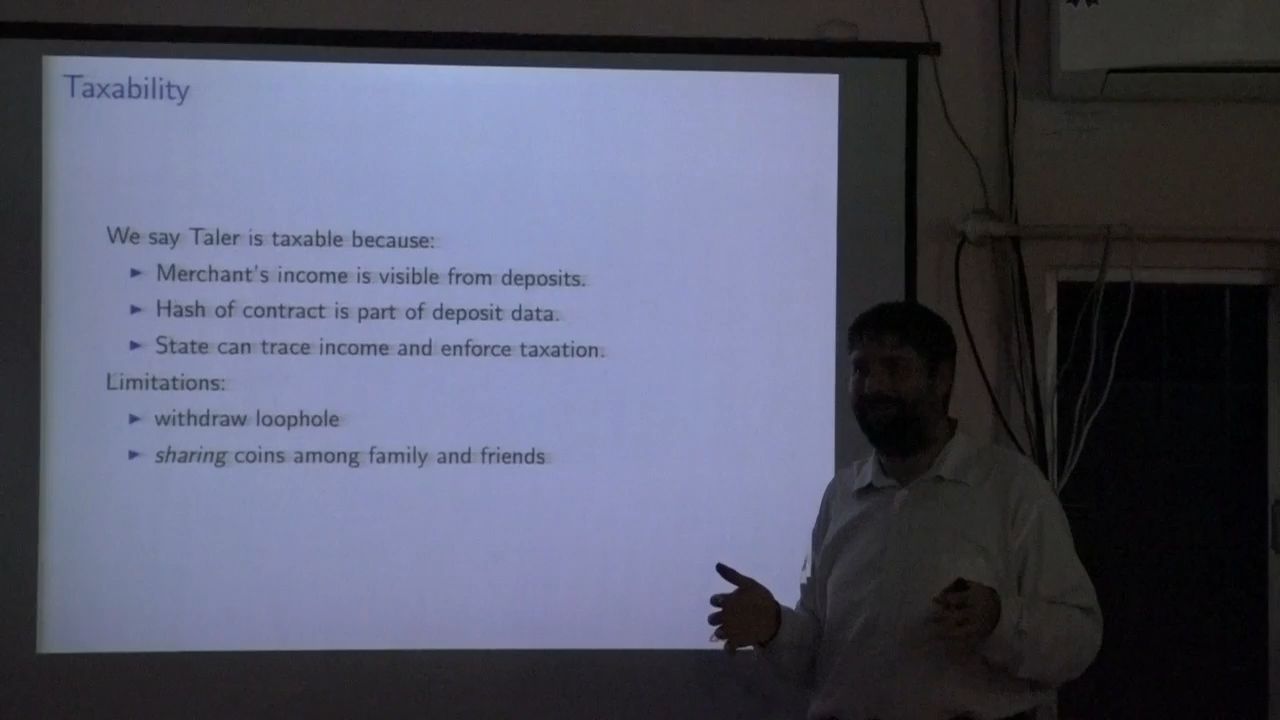 Taxability
We say Taler is taxable because:
▶ Merchant's income is visible from deposits.
▶ Hash of contract is part of deposit data.
▶ State can trace income and enforce taxation.
Limitations:
▶ withdraw loophole
▶ sharing coins among family and friends